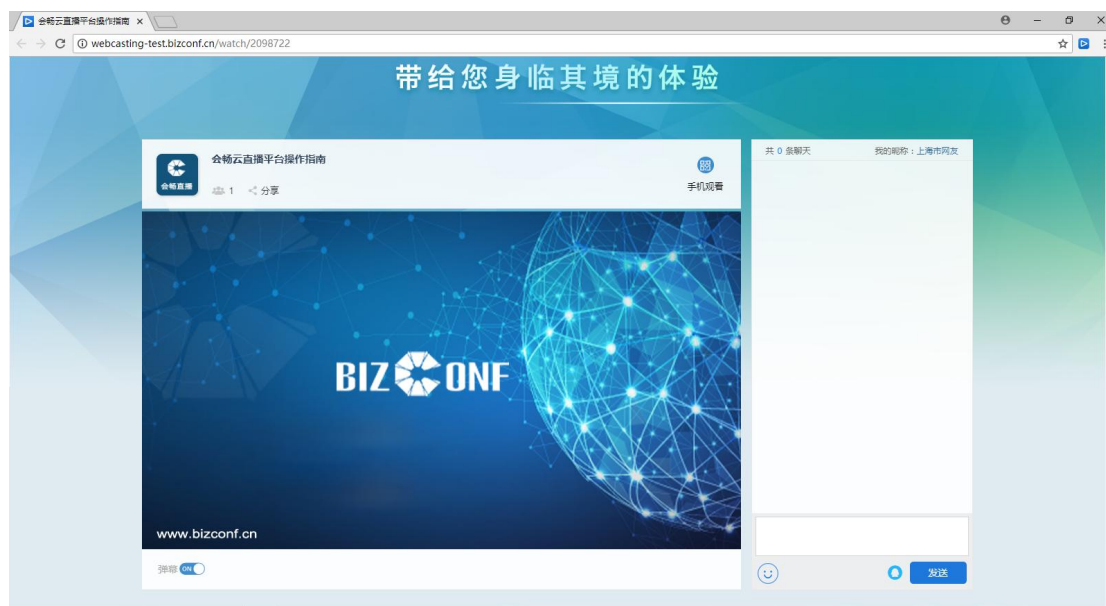 会畅云直播平台操作指南
webcasting-test.bizconf.cn/watch/2098722
带给您身临其境的体验
会畅直播
会畅云直播平台操作指南
1 分享
手机观看
共 0 条聊天 我的昵称：上海市网友
BIZCONF
www.bizconf.cn
弹幕 ON
发送